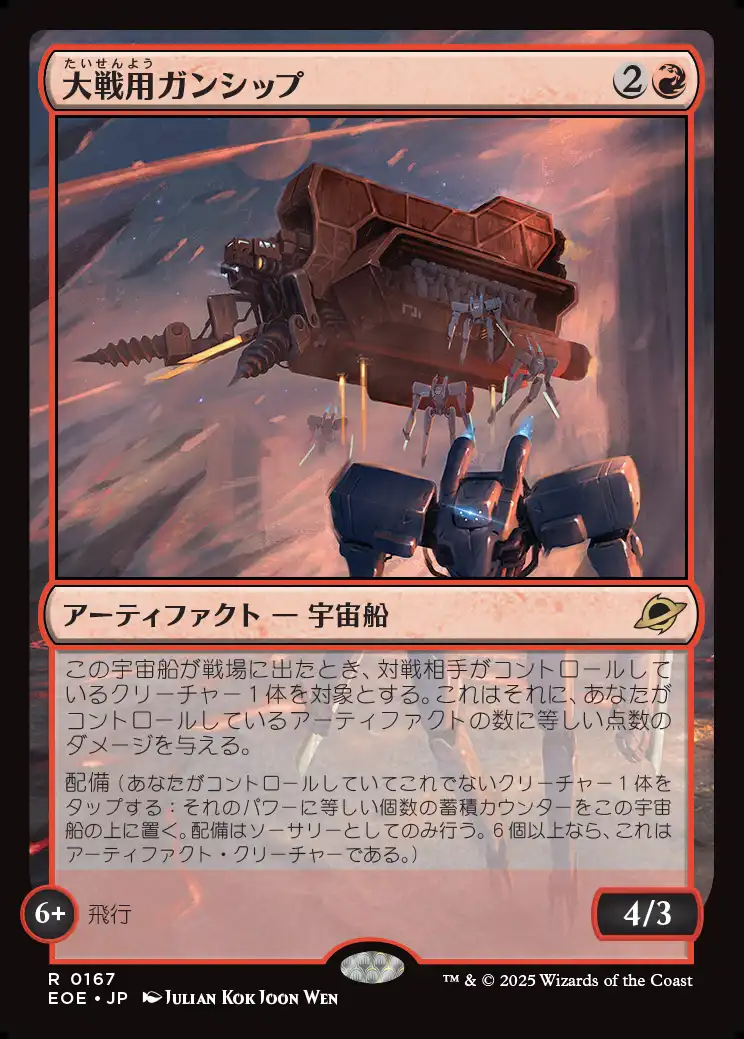 たいせんよう
大戦用ガンシップ
2
アーティファクト — 宇宙船
この宇宙船が戦場に出たとき、対戦相手がコントロールして
いるクリーチャー1体を対象とする。これはそれに、あなたが
コントロールしているアーティファクトの数に等しい点数の
ダメージを与える。
配備（あなたがコントロールしていてこれでないクリーチャー1体を
タップする：それのパワーに等しい個数の蓄積カウンターをこの宇宙
船の上に置く。配備はソーサリーとしてのみ行う。6個以上なら、これは
アーティファクト・クリーチャーである。）
6+ 飛行
4/3
R 0167
EOE • JP Julian Kok Joon Wen
™ & © 2025 Wizards of the Coast